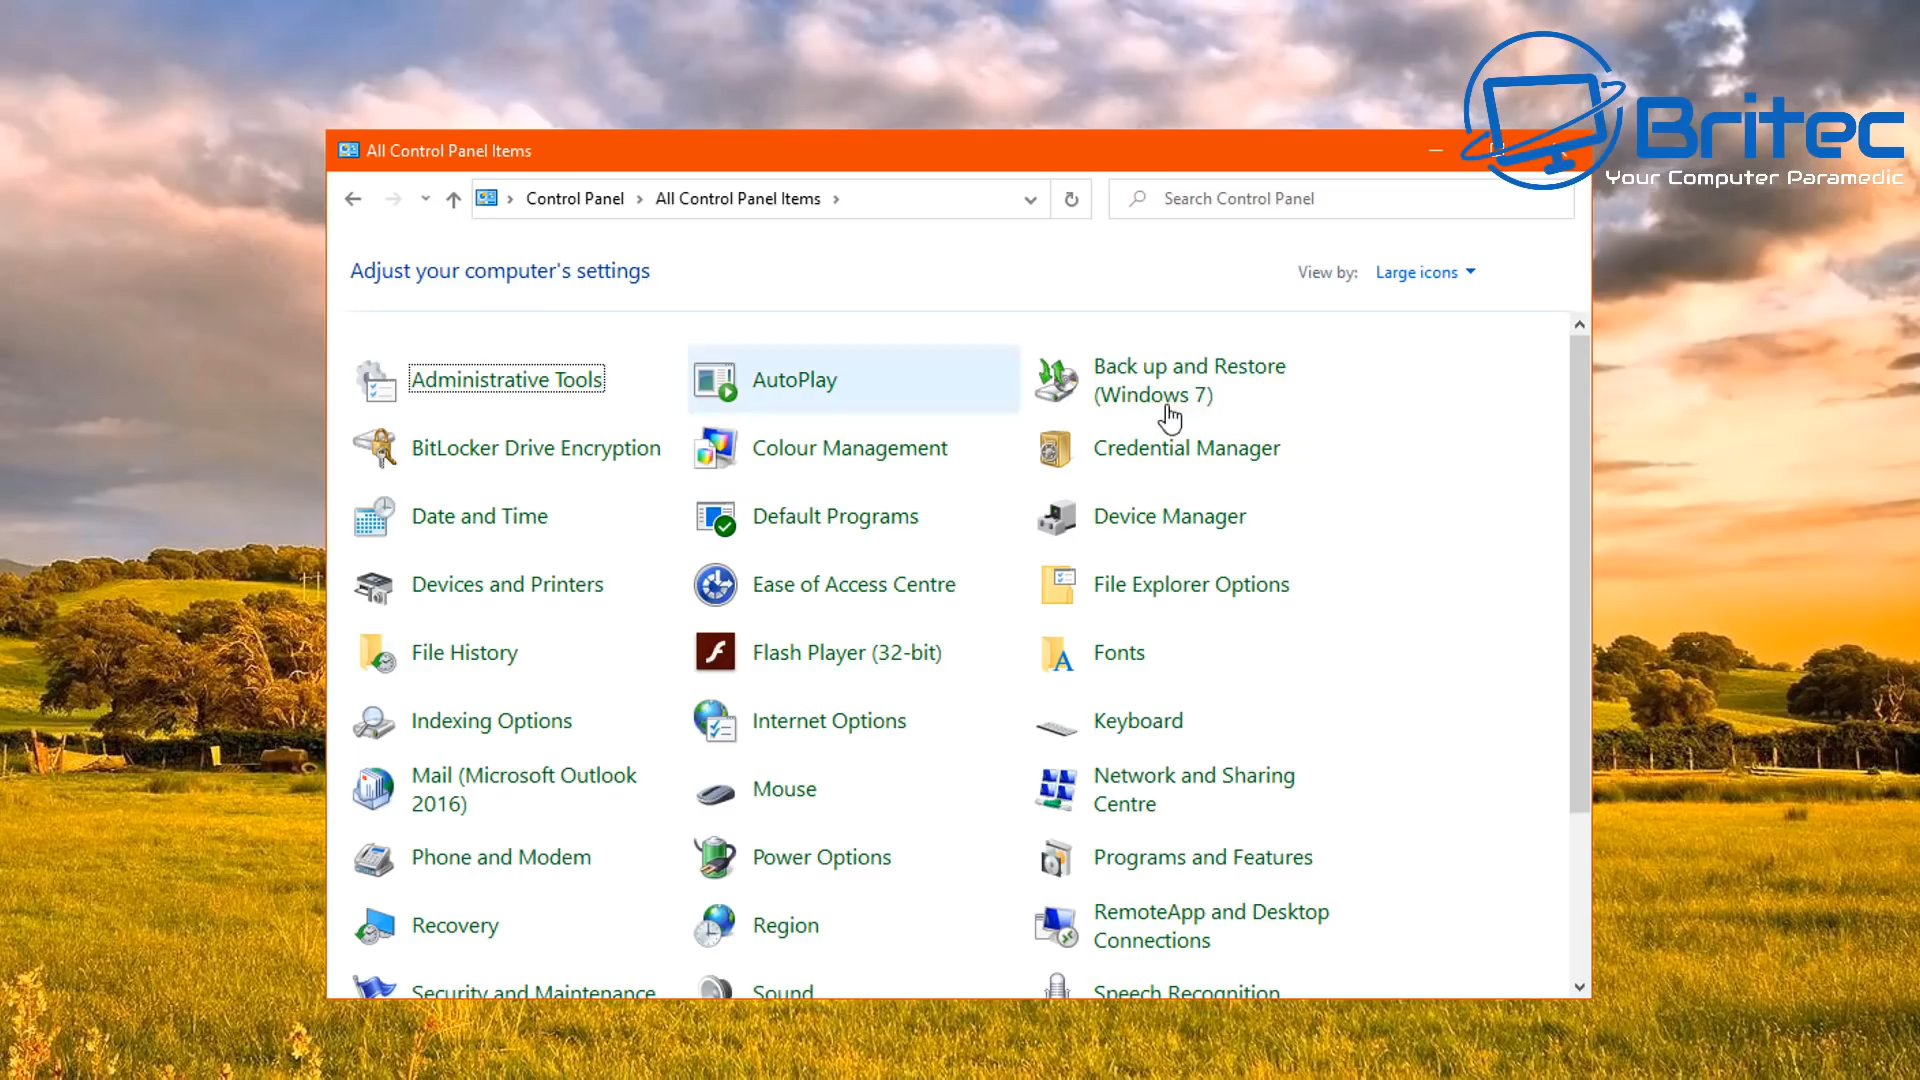 Britec
Your Computer Paramedic
All Control Panel Items
Control Panel
All Control Panel Items
Search Control Panel
Adjust your computer's settings
View by:
Large icons
Administrative Tools
AutoPlay
Back up and Restore
(Windows 7)
BitLocker Drive Encryption
Colour Management
Credential Manager
Date and Time
Default Programs
Device Manager
Devices and Printers
Ease of Access Centre
File Explorer Options
File History
Flash Player (32-bit)
Fonts
Indexing Options
Internet Options
Keyboard
Mail (Microsoft Outlook
2016)
Mouse
Network and Sharing
Centre
Phone and Modem
Power Options
Programs and Features
Recovery
Region
RemoteApp and Desktop
Connections
Security and Maintenance
Sound
Speech Recognition